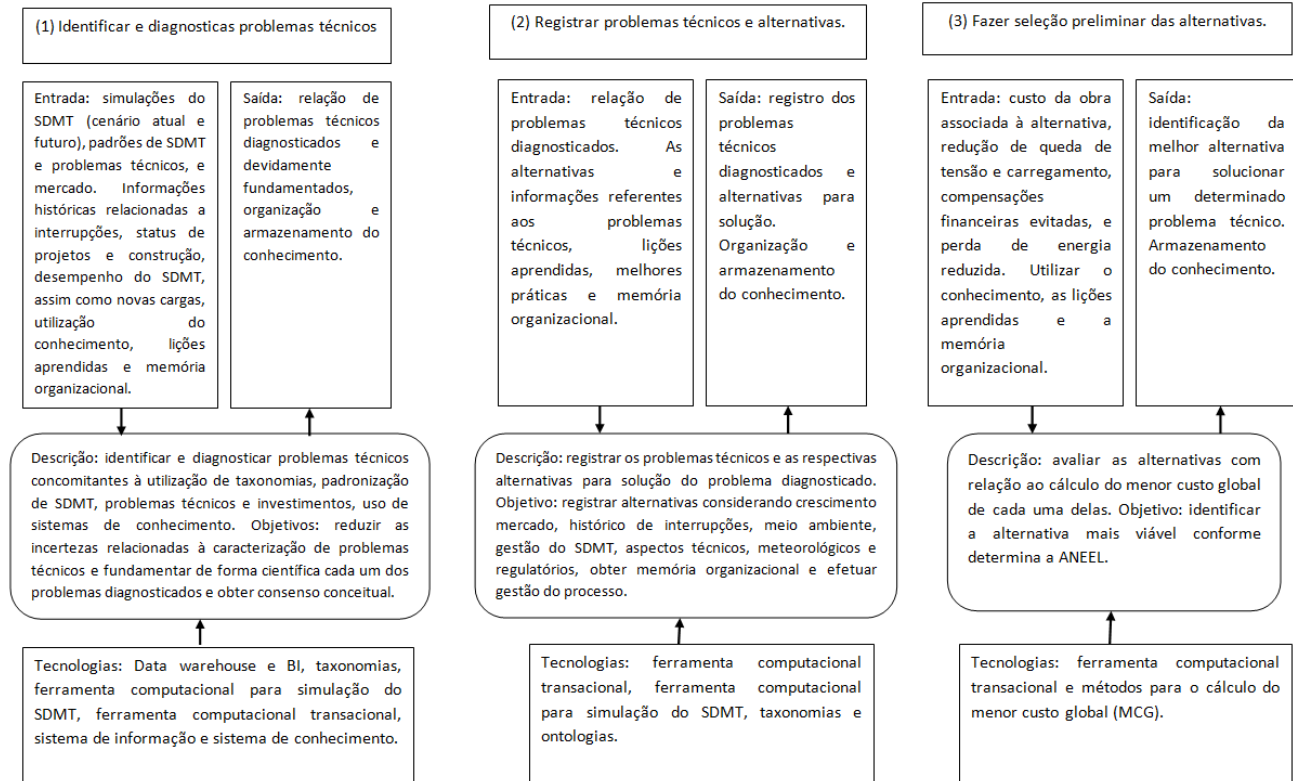 (1) Identificar e diagnosticas problemas técnicos
Entrada: simulações do
SDMT (cenário atual e
futuro), padrões de SDMT
e problemas técnicos, e
mercado. Informações
históricas relacionadas a
interrupções, status de
projetos e construção,
desempenho do SDMT,
assim como novas cargas,
utilização do
conhecimento, lições
aprendidas e memória
organizacional.
Saída: relação de
problemas técnicos
diagnosticados e
devidamente
fundamentados,
organização e
armazenamento do
conhecimento.
Descrição: identificar e diagnosticar problemas técnicos
concomitantes à utilização de taxonomias, padronização
de SDMT, problemas técnicos e investimentos, uso de
sistemas de conhecimento. Objetivos: reduzir as
incertezas relacionadas à caracterização de problemas
técnicos e fundamentar de forma científica cada um dos
problemas diagnosticados e obter consenso conceitual.
Tecnologias: Data warehouse e BI, taxonomias,
ferramenta computacional para simulação do
SDMT, ferramenta computacional transacional,
sistema de informação e sistema de conhecimento.
(2) Registrar problemas técnicos e alternativas.
Entrada: relação de
problemas técnicos
diagnosticados. As
alternativas e
informações referentes
aos problemas
técnicos, lições
aprendidas, melhores
práticas e memória
organizacional.
Saída: registro dos
problemas
técnicos
diagnosticados e
alternativas para
solução.
Organização e
armazenamento
do conhecimento.
Descrição: registrar os problemas técnicos e as respectivas
alternativas para solução do problema diagnosticado.
Objetivo: registrar alternativas considerando crescimento
mercado, histórico de interrupções, meio ambiente,
gestão do SDMT, aspectos técnicos, meteorológicos e
regulatórios, obter memória organizacional e efetuar
gestão do processo.
Tecnologias: ferramenta computacional
transacional, ferramenta computacional
para simulação do SDMT, taxonomias e
ontologias.
(3) Fazer seleção preliminar das alternativas.
Entrada: custo da obra
associada à alternativa,
redução de queda de
tensão e carregamento,
compensações
financeiras evitadas, e
perda de energia
reduzida. Utilizar o
conhecimento, as lições
aprendidas e a
memória
organizacional.
Saída:
identificação da
melhor alternativa
para solucionar
um determinado
problema técnico.
Armazenamento
do conhecimento.
Descrição: avaliar as alternativas com
relação ao cálculo do menor custo global
de cada uma delas. Objetivo: identificar
a alternativa mais viável conforme
determina a ANEEL.
Tecnologias: ferramenta computacional
transacional e métodos para o cálculo do
menor custo global (MCG).